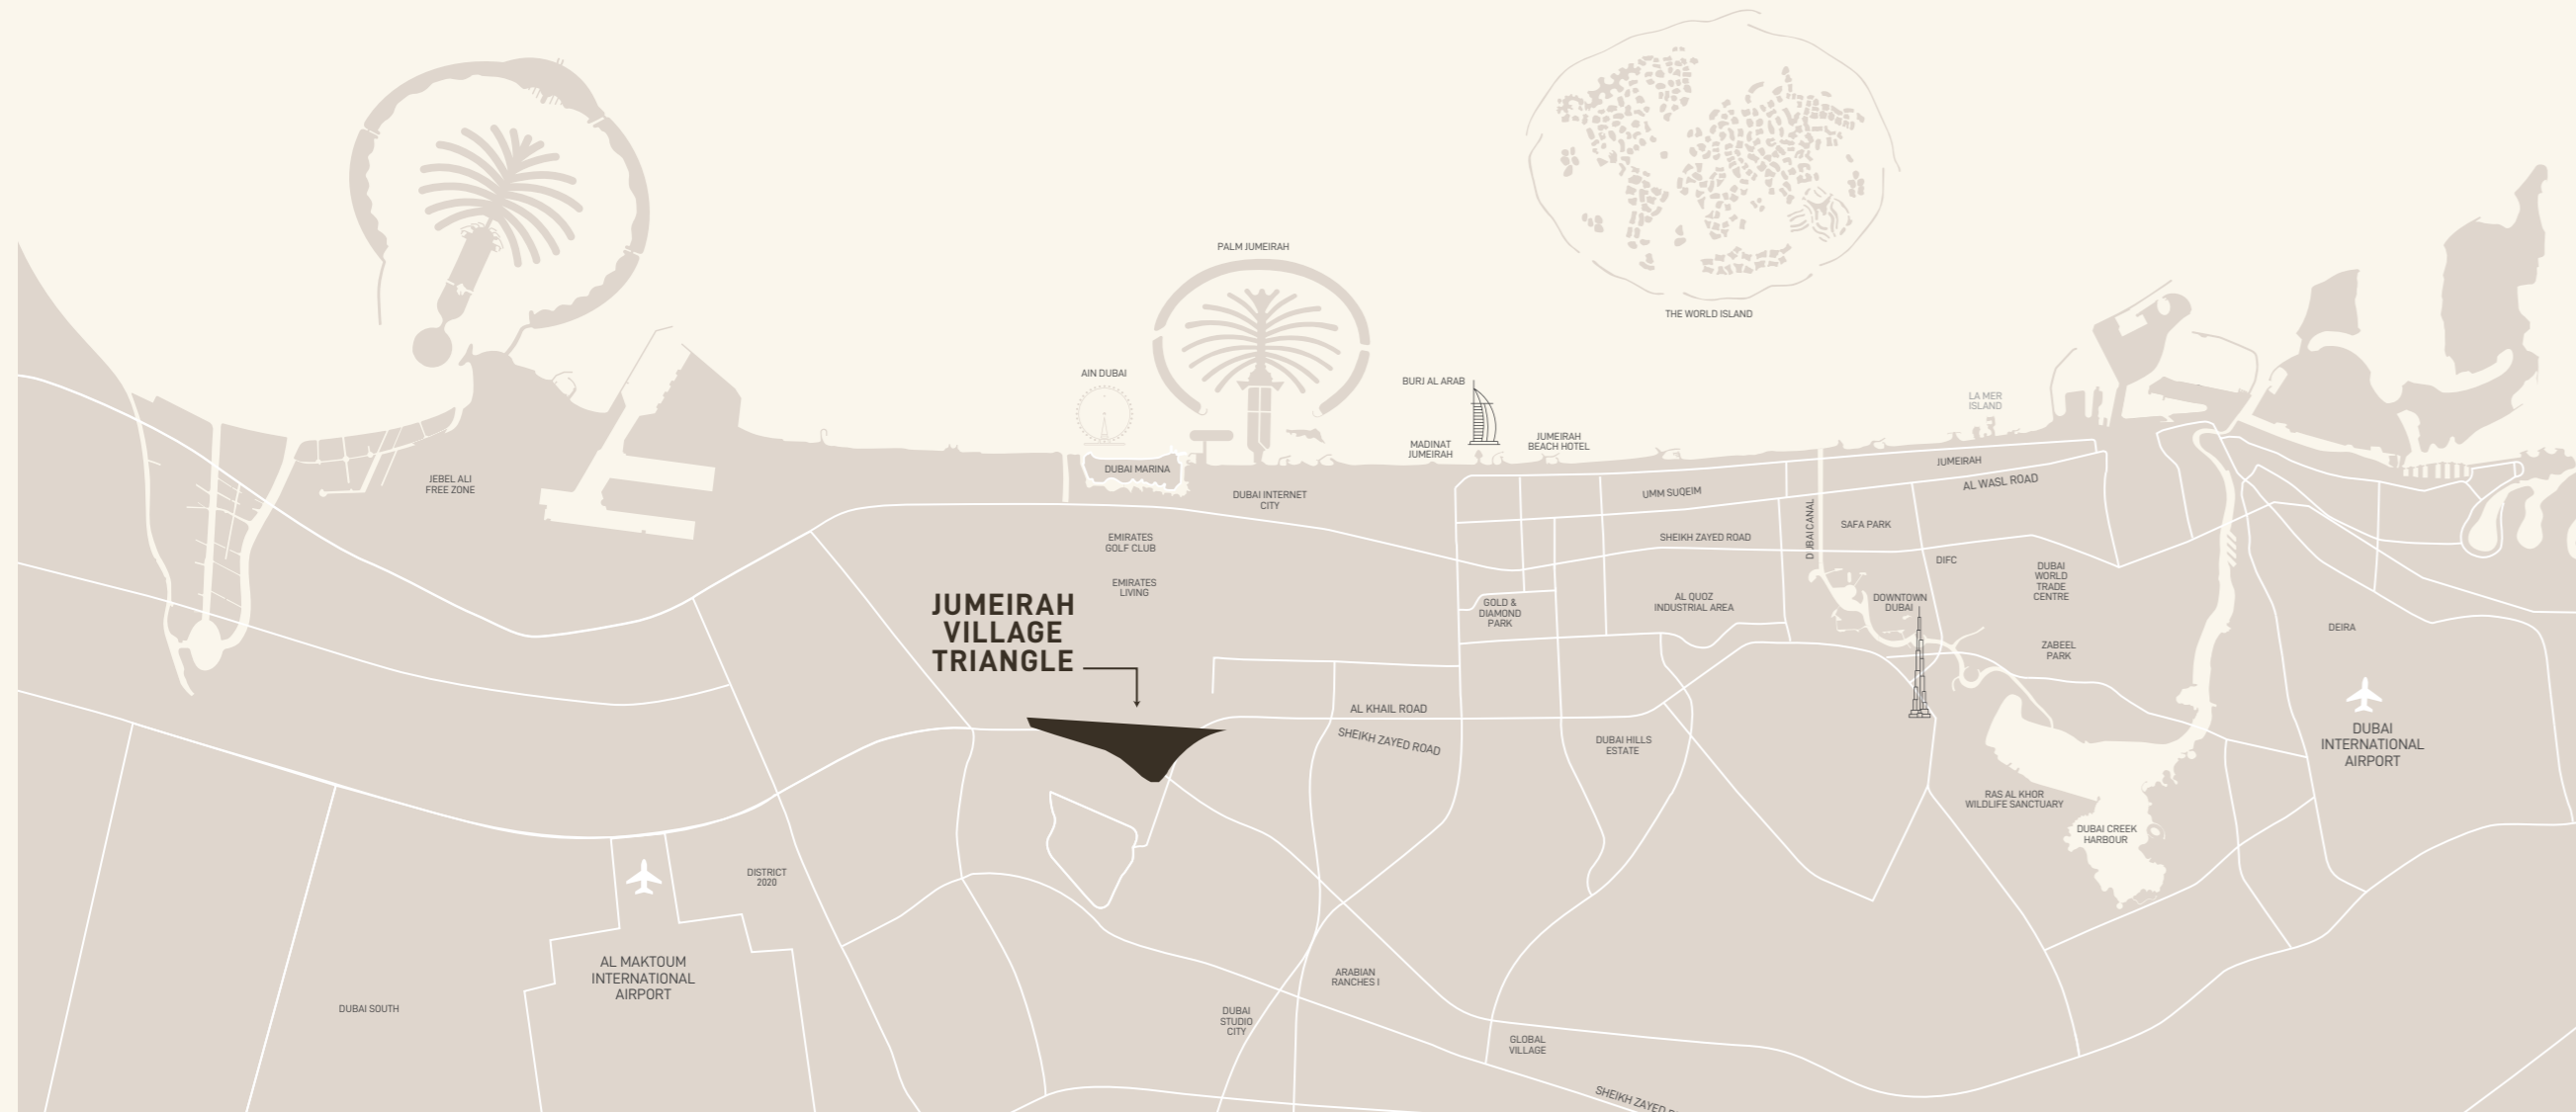 PALM JUMEIRAH
THE WORLD ISLAND
AIN DUBAI
BURJ AL ARAB
LA MER
ISLAND
MADINAT
JUMEIRAH
JUMEIRAH
BEACH HOTEL
JUMEIRAH
DUBAI MARINA
JEBEL ALI
FREE ZONE
DUBAI INTERNET
CITY
UMM SUQEIM
AL WASL ROAD
SAFA PARK
D JBAI CANAL
EMIRATES
GOLF CLUB
SHEIKH ZAYED ROAD
DIFC
DUBAI
WORLD
TRADE
CENTRE
EMIRATES
LIVING
JUMEIRAH
VILLAGE
TRIANGLE
GOLD &
DIAMOND
PARK
AL QUOZ
INDUSTRIAL AREA
DOWNTOWN
DUBAI
DEIRA
ZABEEL
PARK
AL KHAIL ROAD
SHEIKH ZAYED ROAD
DUBAI HILLS
ESTATE
DUBAI
INTERNATIONAL
AIRPORT
RAS AL KHOR
WILDLIFE SANCTUARY
DUBAI CREEK
HARBOUR
DISTRICT
2020
AL MAKTOUM
INTERNATIONAL
AIRPORT
DUBAI SOUTH
ARABIAN
RANCHES I
DUBAI
STUDIO
CITY
GLOBAL
VILLAGE
SHEIKH ZAYED